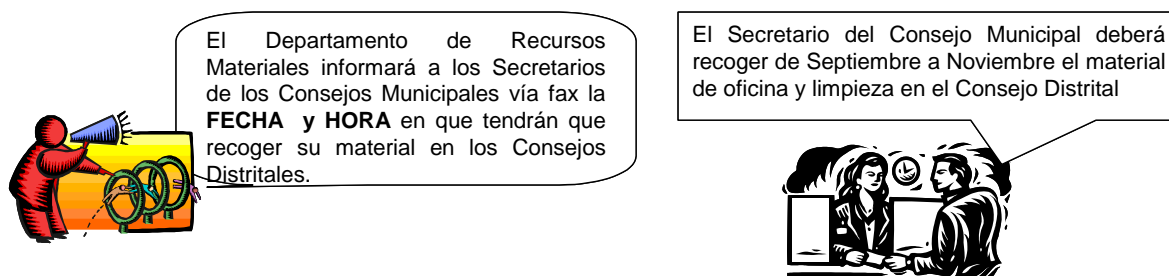 El Departamento de Recursos
Materiales informará a los Secretarios
de los Consejos Municipales vía fax la
FECHA y HORA en que tendrán que
recoger su material en los Consejos
Distritales.
El Secretario del Consejo Municipal deberá
recoger de Septiembre a Noviembre el material
de oficina y limpieza en el Consejo Distrital